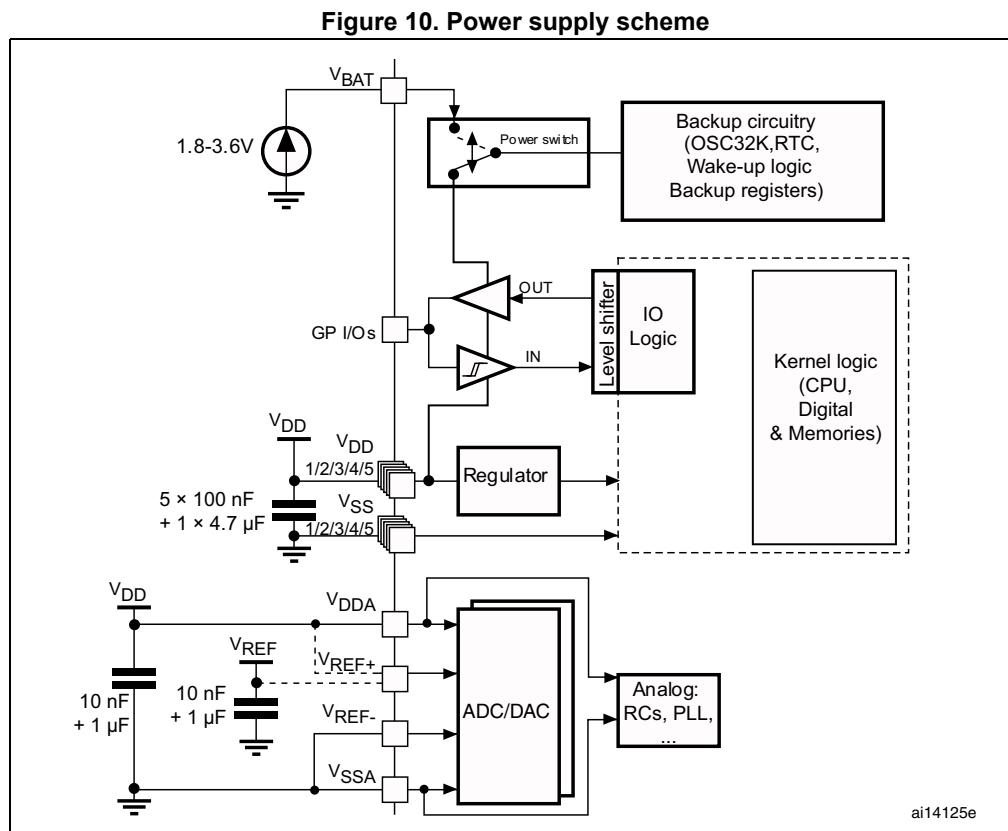 Figure 10. Power supply scheme
VBAT
1.8-3.6V
Power switch
Backup circuitry
(OSC32K,RTC,
Wake-up logic
Backup registers)
OUT
GP I/Os
IN
Level shifter
IO
Logic
Kernel logic
(CPU,
Digital
& Memories)
VDD
VDD
1/2/3/4/5
Regulator
5 × 100 nF
+ 1 × 4.7 µF
VSS
1/2/3/4/5
VDD
VDDA
VREF
VREF+
10 nF
+ 1 µF
10 nF
+ 1 µF
VREF-
ADC/DAC
Analog:
RCs, PLL,
...
VSSA
ai14125e